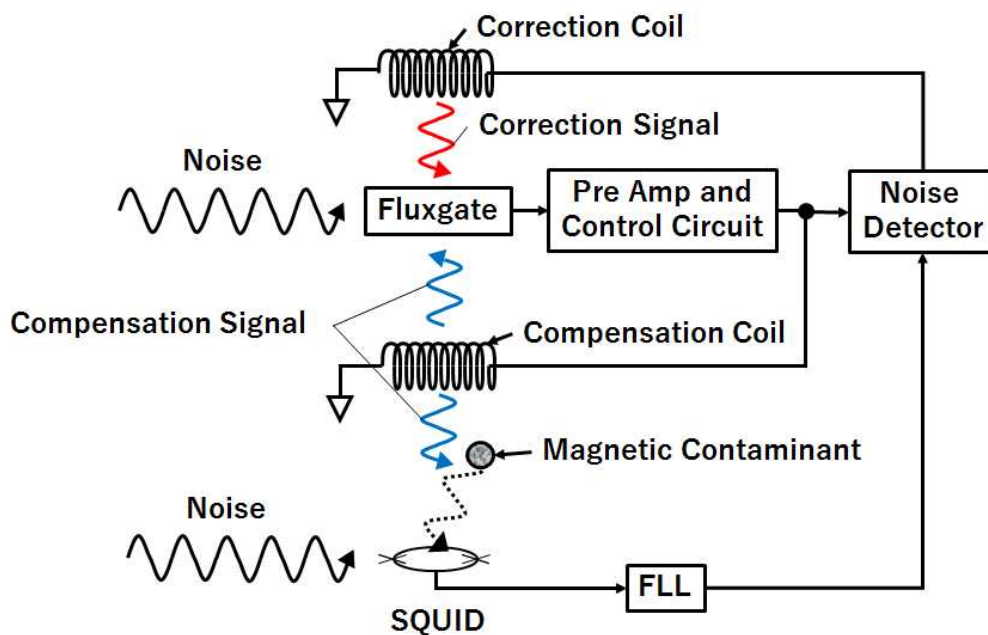 Correction Coil
Correction Signal
Noise
Fluxgate
Pre Amp and
Control Circuit
Noise
Detector
Compensation Signal
Compensation Coil
Magnetic Contaminant
Noise
FLL
SQUID